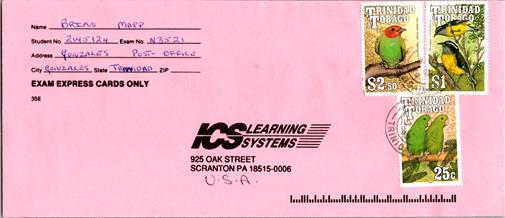 Name BRIAN MAPP
Student No. 2145124 Exam No N3521
Address GONZALES POST-OFFICE
City GONZALES State TRINIDAD ZIP
EXAM EXPRESS CARDS ONLY
35E
TRINIDAD
TOBAGO
$2.50
TRINIDAD
TOBAGO
$1
TRINIDAD
TOBAGO
25c
ICS LEARNING
SYSTEMS
925 OAK STREET
SCRANTON PA 18515-0006
U.S.A.